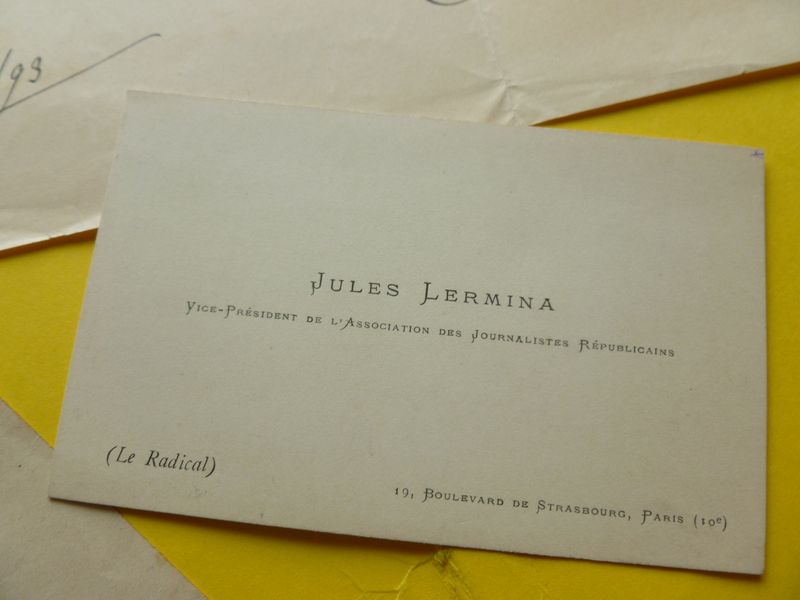 /93
JULES LERMINA
VICE-PRÉSIDENT DE L'ASSOCIATION DES JOURNALISTES RÉPUBLICAINS
(Le Radical)
19, BOULEVARD DE STRASBOURG, PARIS (10e)